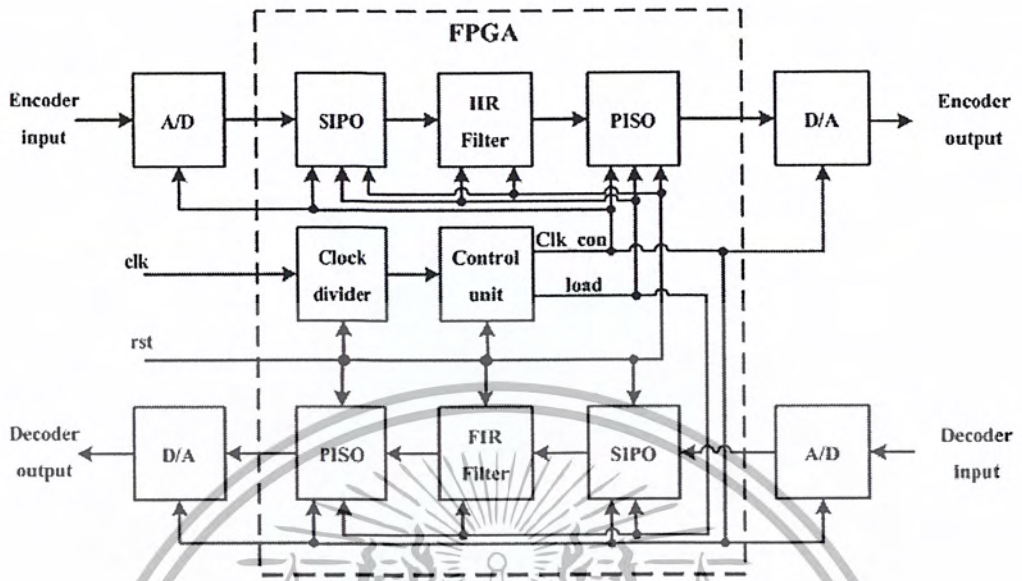 FPGA
Encoder
input
A/D
SIPO
IIR
Filter
PISO
D/A
Encoder
output
clk
Clock
divider
Control
unit
Clk_con
load
rst
Decoder
output
D/A
PISO
FIR
Filter
SIPO
A/D
Decoder
input